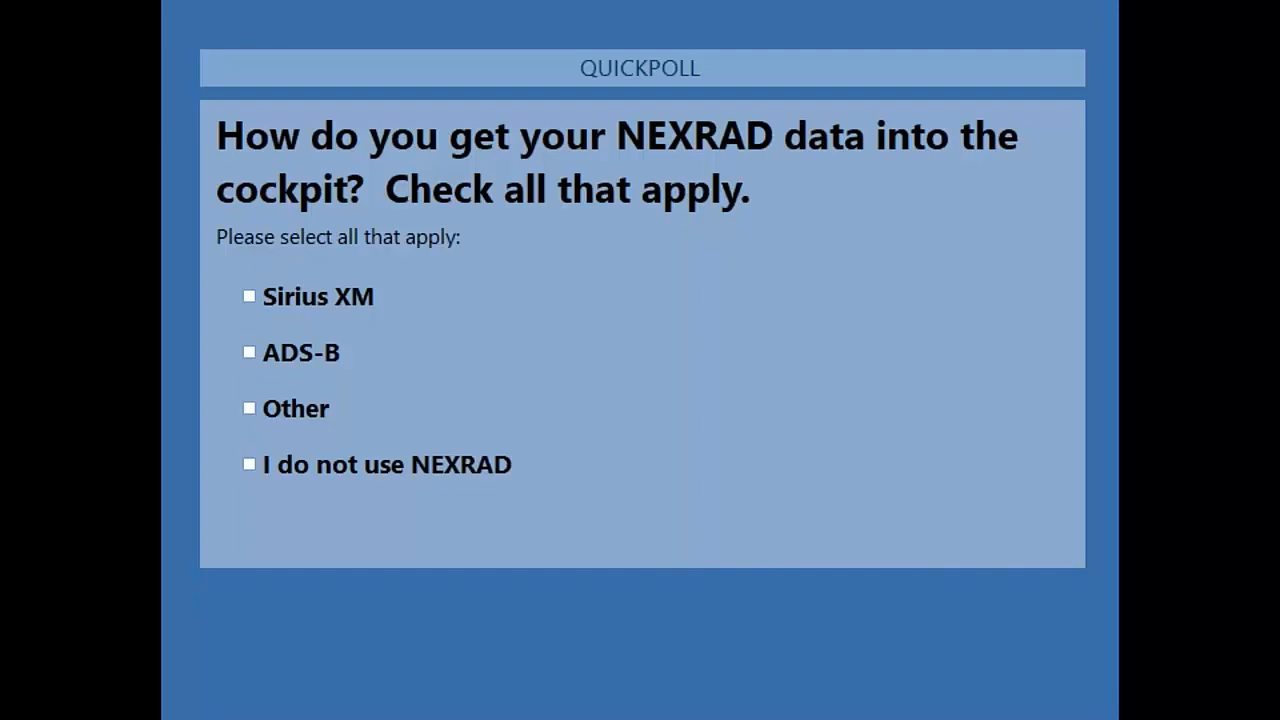 QUICKPOLL
How do you get your NEXRAD data into the
cockpit?  Check all that apply.
Please select all that apply:
Sirius XM
ADS-B
Other
I do not use NEXRAD